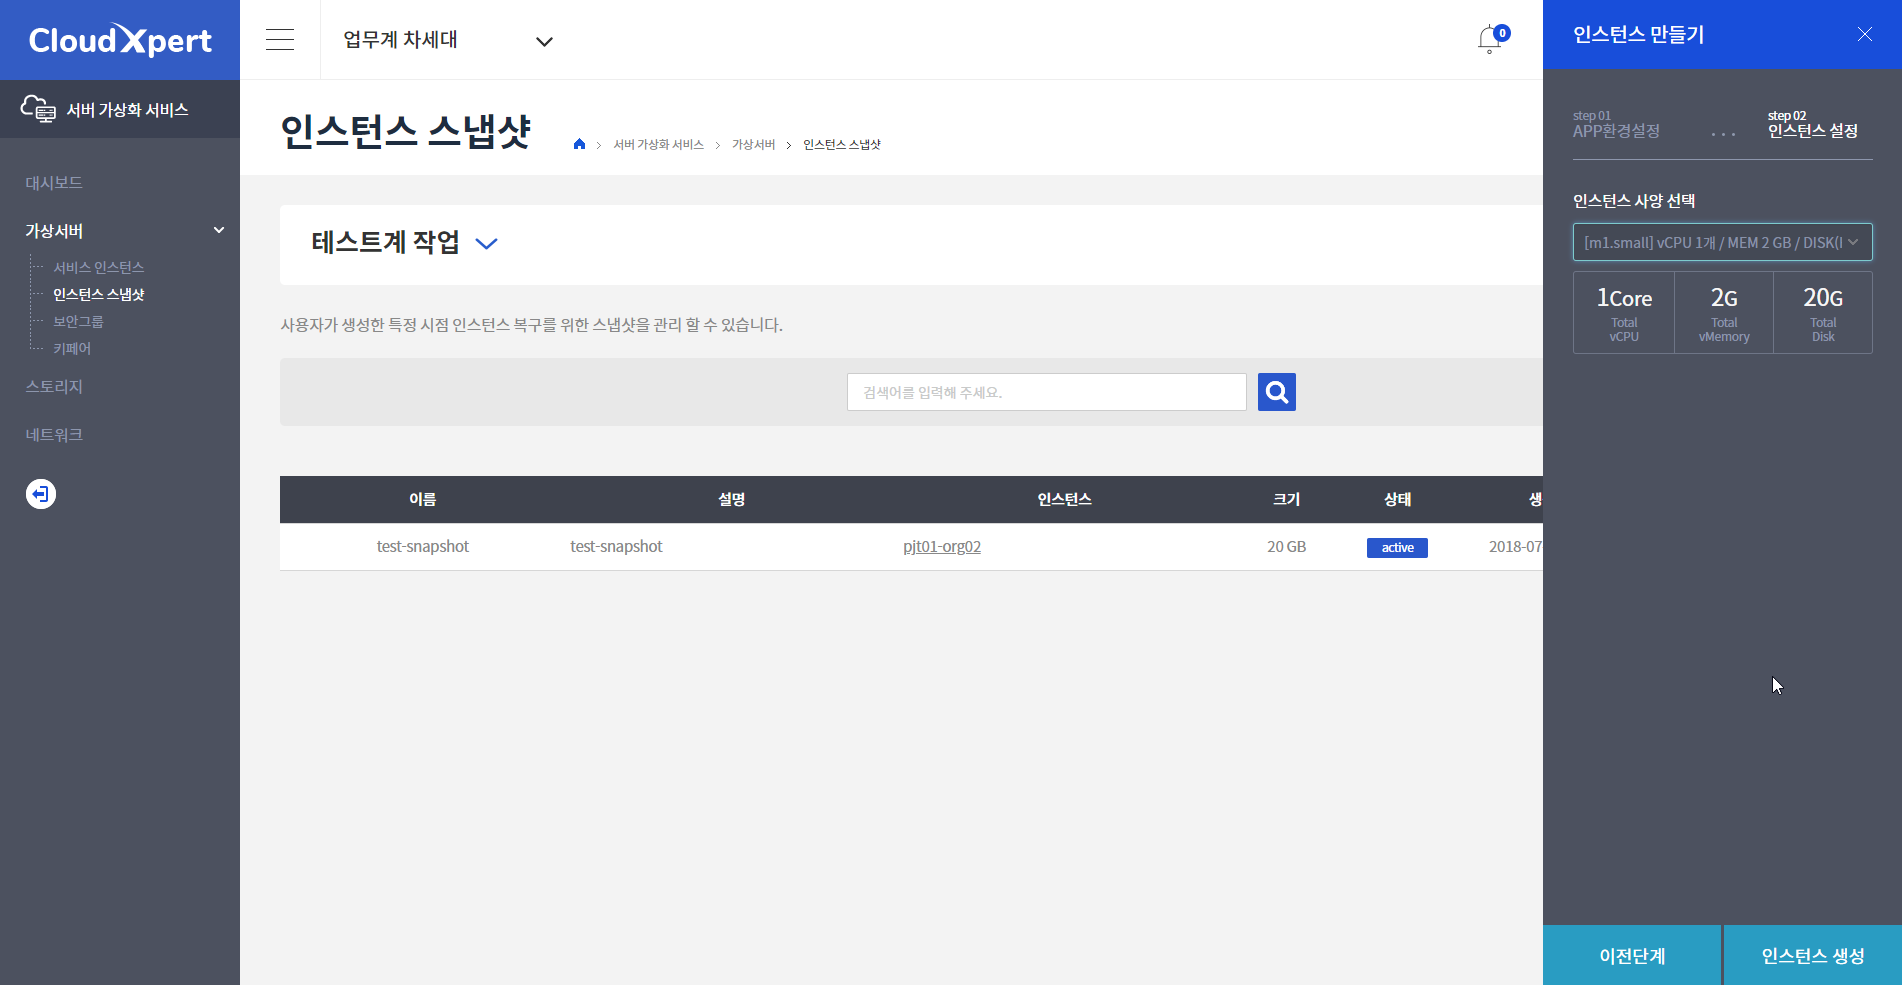 CloudXpert
서버 가상화 서비스
대시보드
가상서버
서비스 인스턴스
인스턴스 스냅샷
보안그룹
키페어
스토리지
네트워크
업무계 차세대
0
인스턴스 스냅샷
서버 가상화 서비스 > 가상서버 > 인스턴스 스냅샷
테스트계 작업
사용자가 생성한 특정 시점 인스턴스 복구를 위한 스냅샷을 관리 할 수 있습니다.
검색어를 입력해 주세요.
이름 설명 인스턴스 크기 상태 생
test-snapshot test-snapshot pjt01-org02 20 GB active 2018-07-
인스턴스 만들기
step 01
APP환경설정
...
step 02
인스턴스 설정
인스턴스 사양 선택
[m1.small] vCPU 1개 / MEM 2 GB / DISK(
1Core
Total
vCPU
2G
Total
vMemory
20G
Total
Disk
이전단계
인스턴스 생성